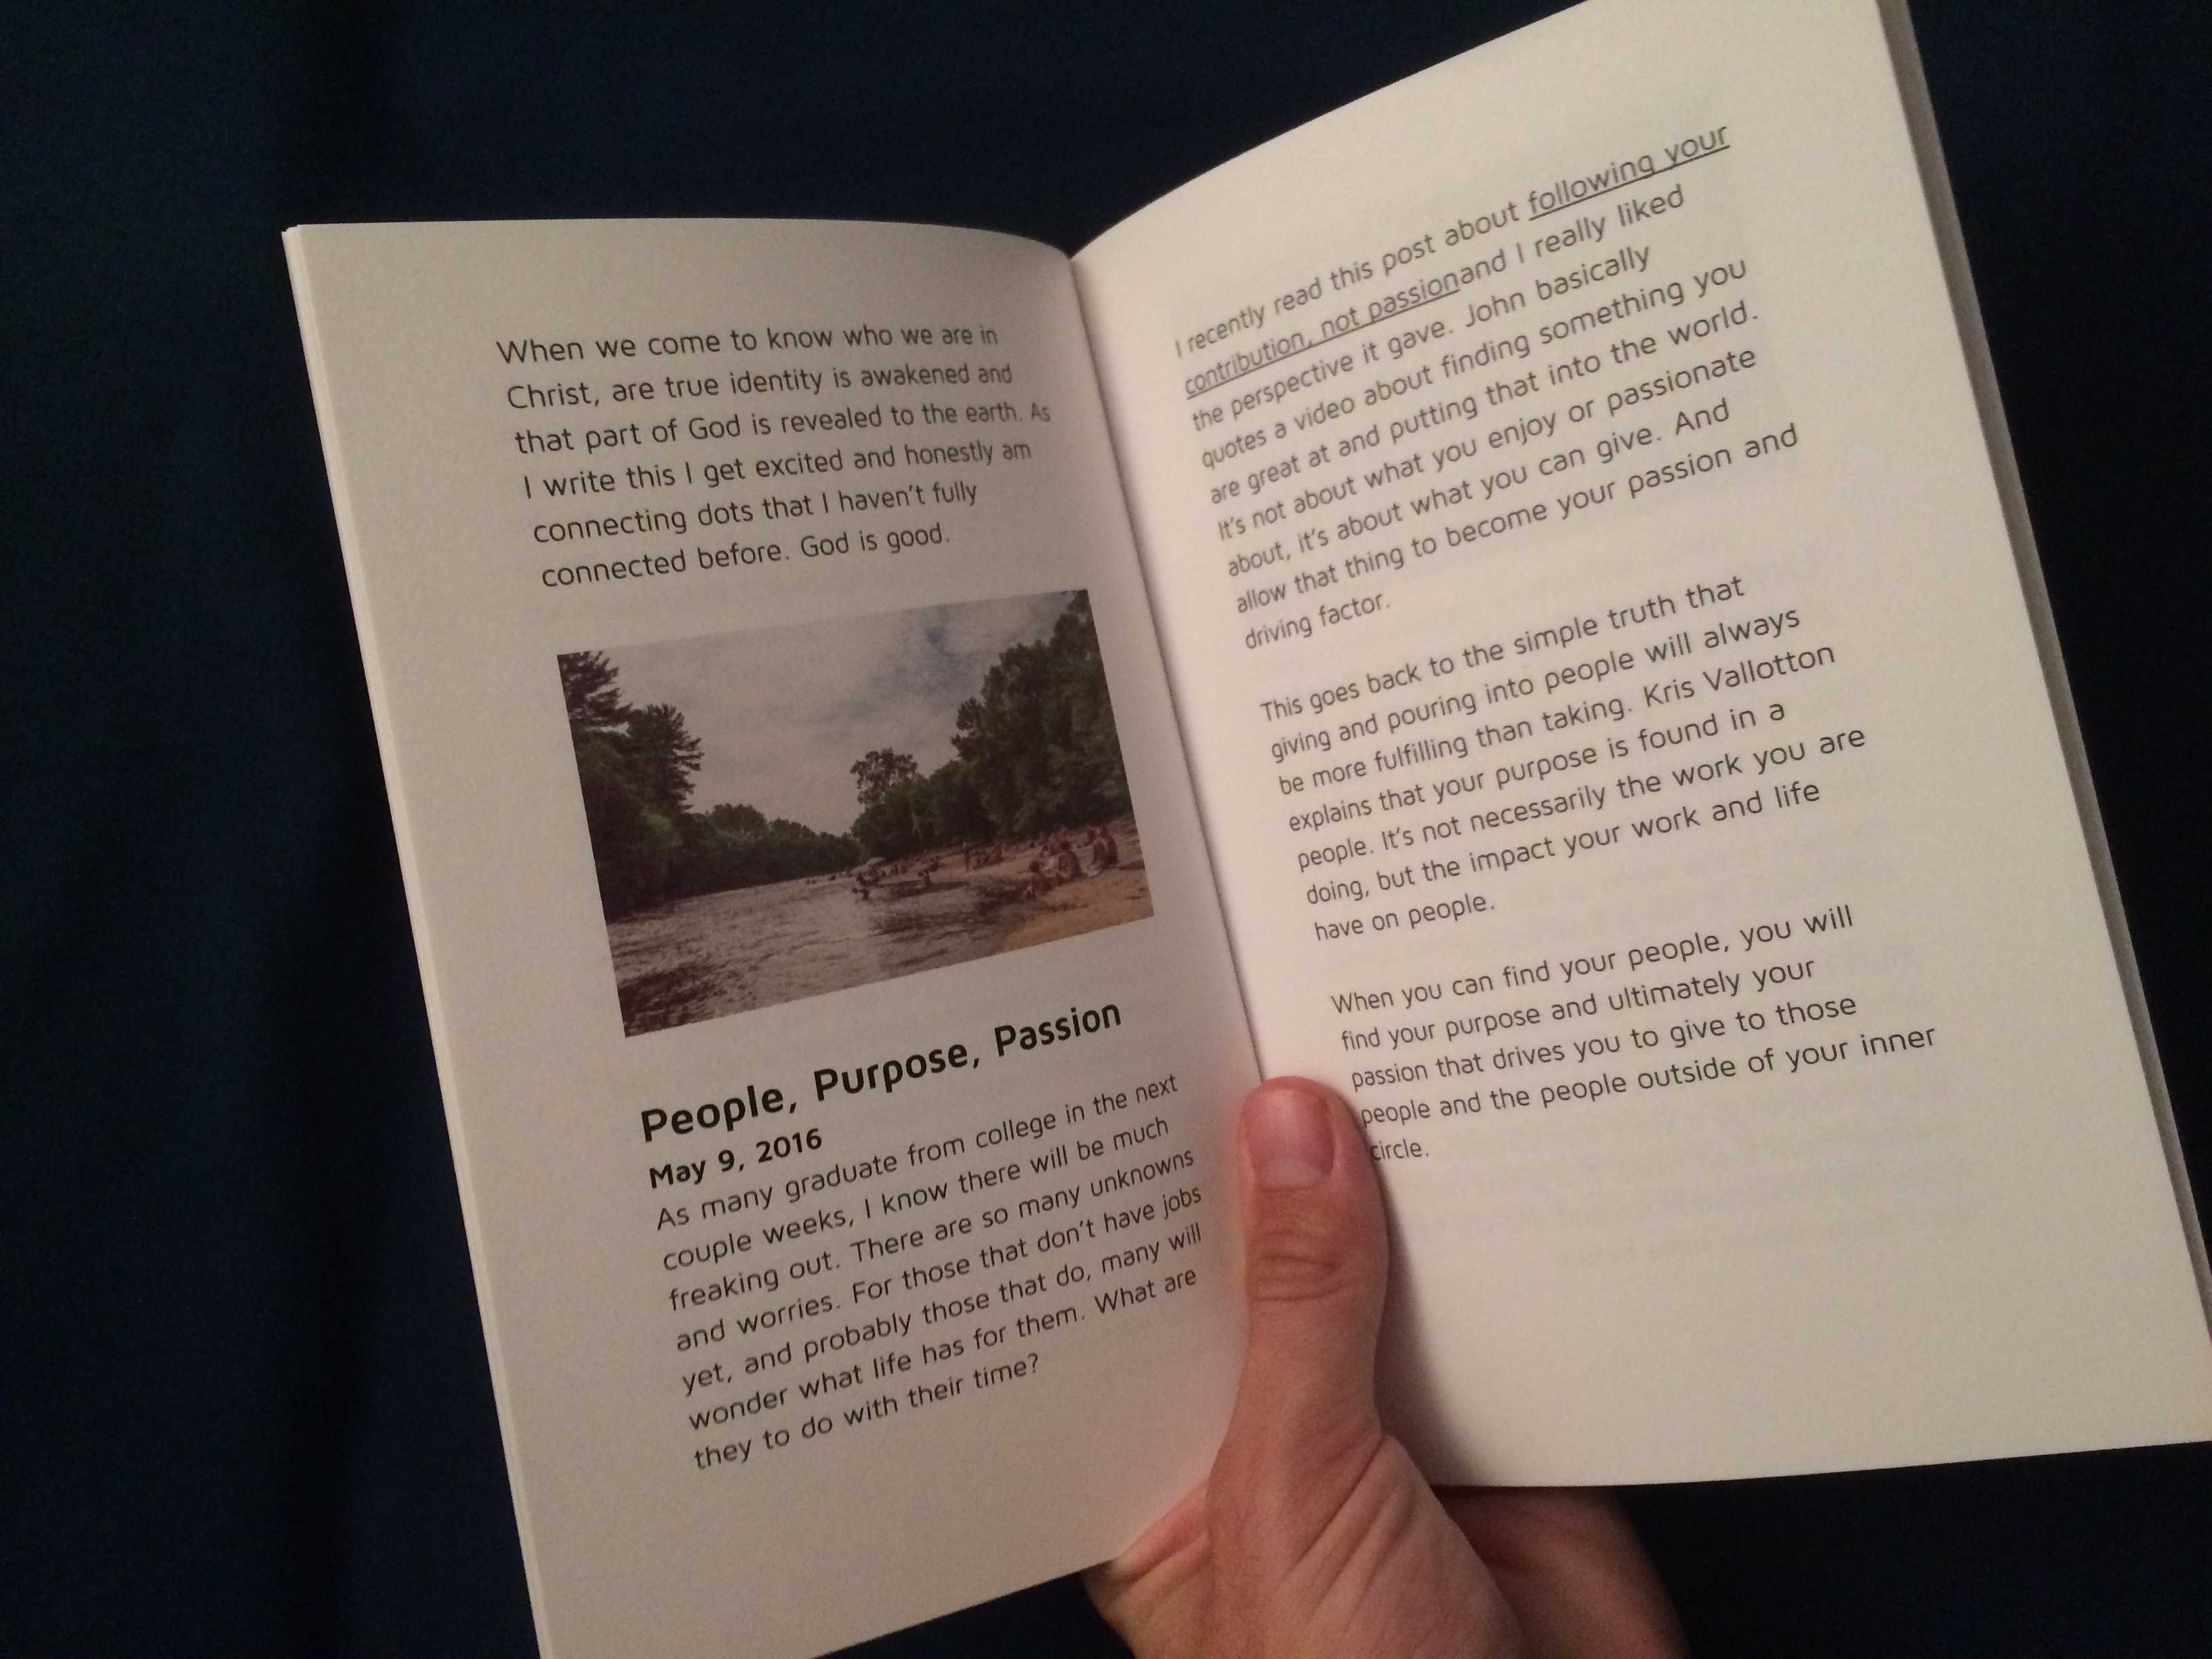 When we come to know who we are in
Christ, are true identity is awakened and
that part of God is revealed to the earth. As
I write this I get excited and honestly am
connecting dots that I haven't fully
connected before. God is good.
People, Purpose, Passion
May 9, 2016
As many graduate from college in the next
couple weeks, I know there will be much
freaking out. There are so many unknowns
and worries. For those that don't have jobs
yet, and probably those that do, many will
wonder what life has for them. What are
they to do with their time?
I recently read this post about following your
contribution, not passionand I really liked
the perspective it gave. John basically
quotes a video about finding something you
are great at and putting that into the world.
It's not about what you enjoy or passionate
about, it's about what you can give. And
allow that thing to become your passion and
driving factor.
This goes back to the simple truth that
giving and pouring into people will always
be more fulfilling than taking. Kris Vallotton
explains that your purpose is found in a
people. It's not necessarily the work you are
doing, but the impact your work and life
have on people.
When you can find your people, you will
find your purpose and ultimately your
passion that drives you to give to those
people and the people outside of your inner
circle.